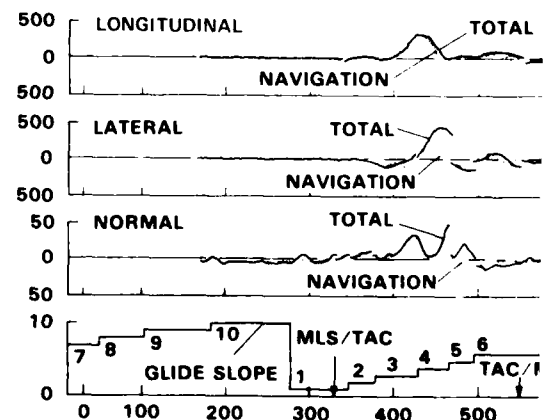 500
LONGITUDINAL
TOTAL
0
NAVIGATION
500
500
LATERAL
TOTAL
0
NAVIGATION
500
50
NORMAL
TOTAL
0
NAVIGATION
50
10
7 8 9 10
MLS/TAC
1 2 3 4 5 6
GLIDE SLOPE
TAC/
0
0 100 200 300 400 500